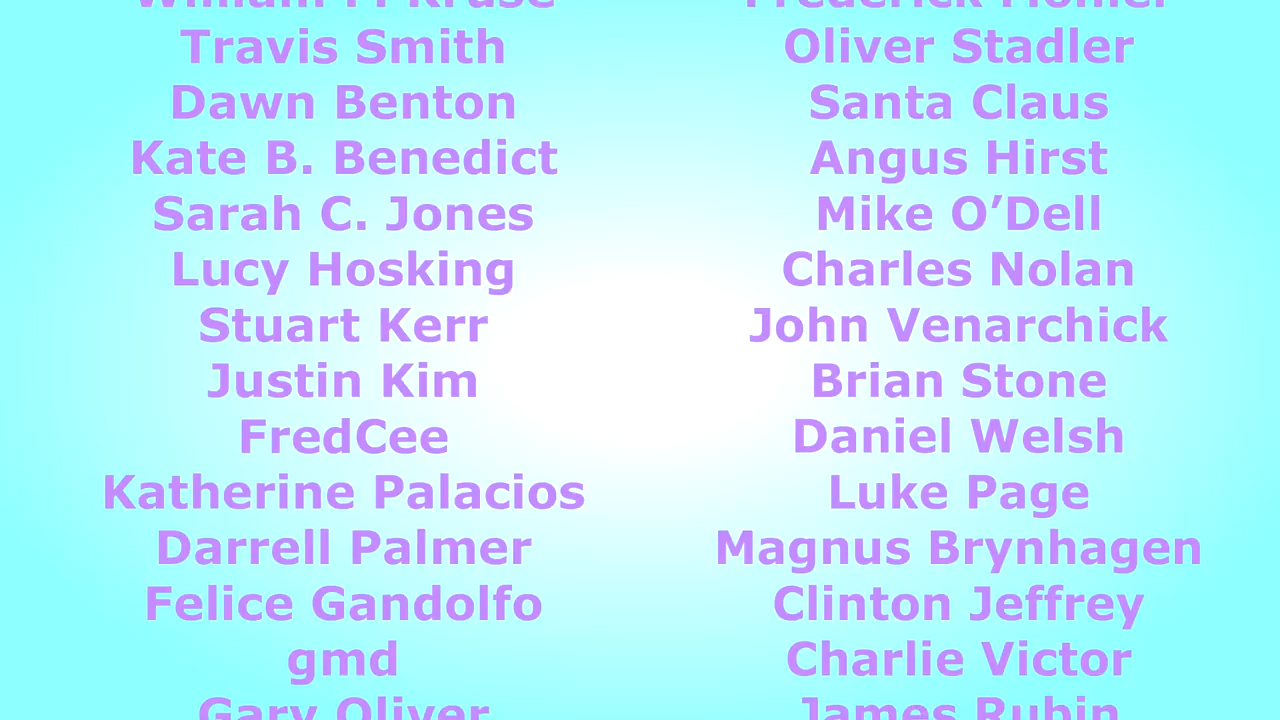 William H Kruse
Travis Smith
Dawn Benton
Kate B. Benedict
Sarah C. Jones
Lucy Hosking
Stuart Kerr
Justin Kim
FredCee
Katherine Palacios
Darrell Palmer
Felice Gandolfo
gmd
Gary Oliver
Frederick
Oliver Stadler
Santa Claus
Angus Hirst
Mike O’Dell
Charles Nolan
John Venarchick
Brian Stone
Daniel Welsh
Luke Page
Magnus Brynhagen
Clinton Jeffrey
Charlie Victor
James Rubin